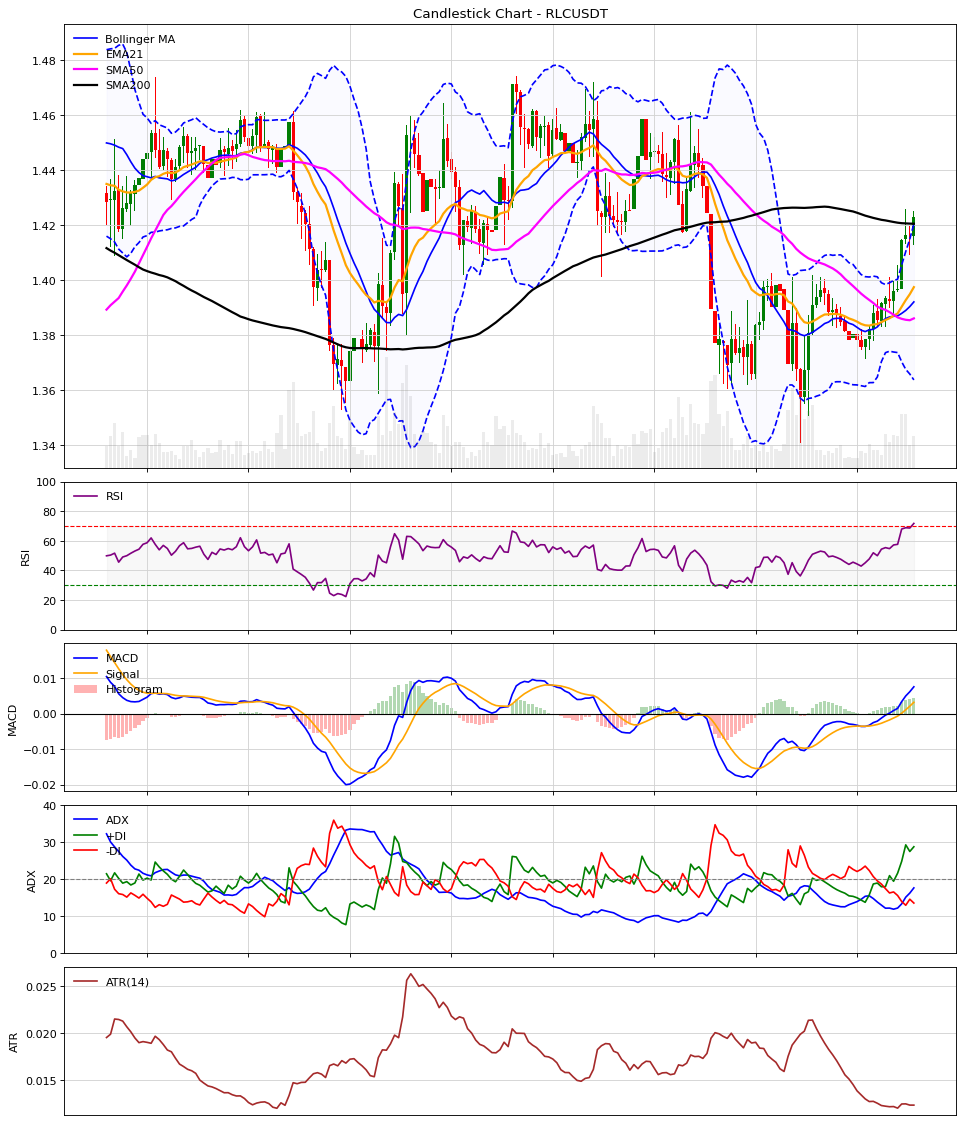 Candlestick Chart - RLCUSDT
Bollinger MA
EMA21
SMA50
SMA200
1.48
1.46
1.44
1.42
1.40
1.38
1.36
1.34
RSI
100
80
60
40
20
0
RSI
MACD
Signal
Histogram
0.01
0.00
−0.01
−0.02
MACD
ADX
+DI
-DI
40
30
20
10
0
ADX
ATR(14)
0.025
0.020
0.015
ATR